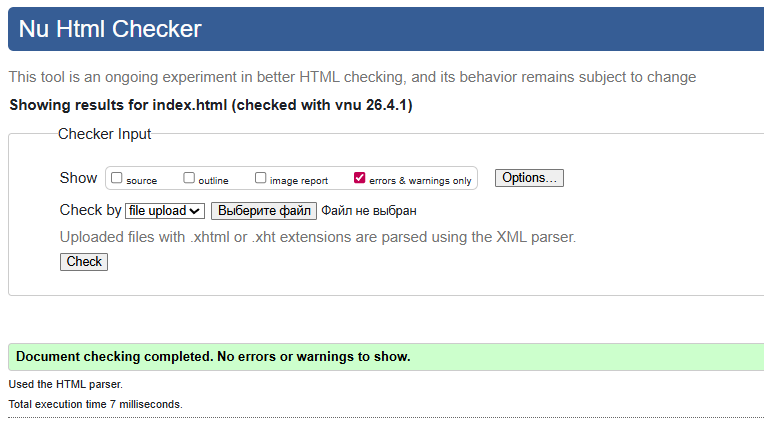 Nu Html Checker
This tool is an ongoing experiment in better HTML checking, and its behavior remains subject to change
Showing results for index.html (checked with vnu 26.4.1)
Checker Input
Show source outline image report errors & warnings only Options...
Check by file upload Выберите файл Файл не выбран
Uploaded files with .xhtml or .xht extensions are parsed using the XML parser.
Check
Document checking completed. No errors or warnings to show.
Used the HTML parser.
Total execution time 7 milliseconds.